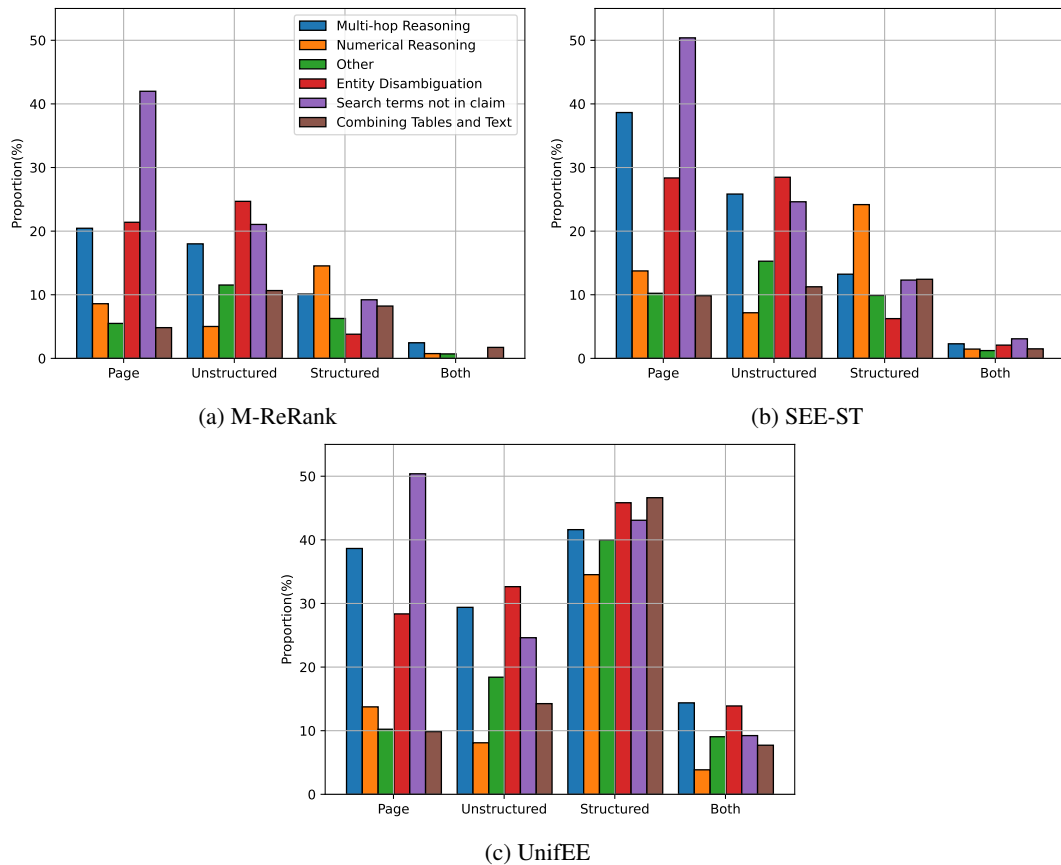 50
40
30
20
10
0
Proportion(%)
Multi-hop Reasoning
Numerical Reasoning
Other
Entity Disambiguation
Search terms not in claim
Combining Tables and Text
Page Unstructured Structured Both
(a) M-ReRank
50
40
30
20
10
0
Proportion(%)
Page Unstructured Structured Both
(b) SEE-ST
50
40
30
20
10
0
Proportion(%)
Page Unstructured Structured Both
(c) UnifEE